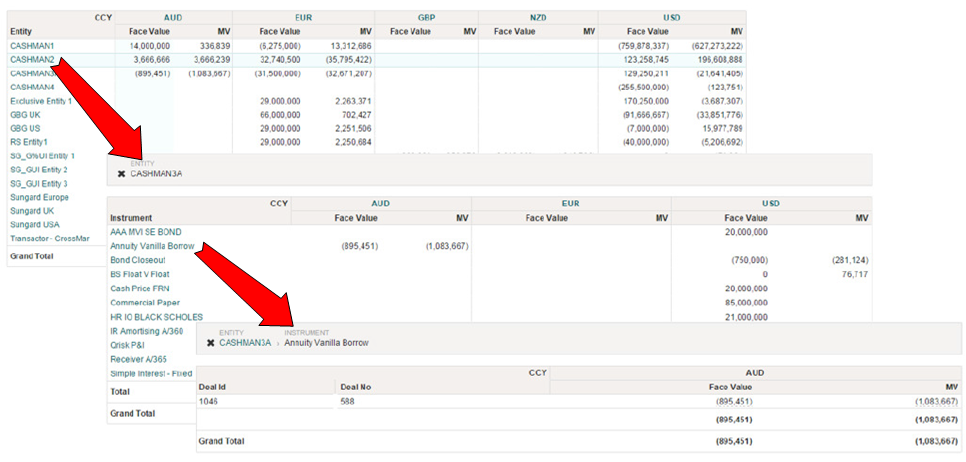 CCY AUD EUR GBP NZD USD
Entity Face Value MV Face Value MV Face Value MV Face Value MV Face Value MV
CASHMAN1 14,000,000 336,839 (6,275,000) 13,312,686 (759,878,337) (627,273,222)
CASHMAN2 3,666,666 3,666,239 32,740,500 (35,795,422) 123,258,745 196,608,888
CASHMAN3A (895,451) (1,083,667) (31,500,000) (32,671,207) 129,250,211 (21,641,405)
CASHMAN4 (255,500,000) (123,751)
Exclusive Entity 1 29,000,000 2,263,371 170,250,000 (3,687,307)
GBG UK 66,000,000 702,427 (91,666,667) (33,851,776)
GBG US 29,000,000 2,251,506 (7,000,000) 15,977,788
RS Entity1 29,000,000 2,250,684 (40,000,000) (5,206,692)
Entity 1
SG_GUI Entity 2
SG_GUI Entity 3
Sungard Europe
Sungard UK
Sungard USA
Transactor - CrossMar
Grand Total
ENTITY
✖ CASHMAN3A
CCY AUD EUR USD
Instrument Face Value MV Face Value MV Face Value MV
AAA MVI SE BOND 20,000,000
Annuity Vanilla Borrow (895,451) (1,083,667)
Bond Closeout (750,000) (281,124)
BS Float V Float 0 76,717
Cash Price FRN 20,000,000
Commercial Paper 85,000,000
HR IO BLACK SCHOLES 21,000,000
IR Amortising A/360
Qrisk P&I
Receiver A/365
Simple Interest - Fixed
Total
Grand Total
ENTITY INSTRUMENT
✖ CASHMAN3A › Annuity Vanilla Borrow
CCY AUD
Deal Id Deal No Face Value MV
1046 588 (895,451) (1,083,667)
(895,451) (1,083,667)
Grand Total (895,451) (1,083,667)